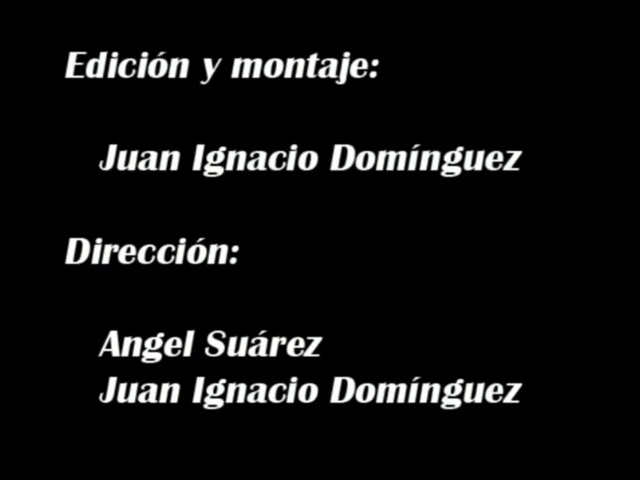 Edición y montaje:
Juan Ignacio Domínguez
Dirección:
Angel Suárez
Juan Ignacio Domínguez